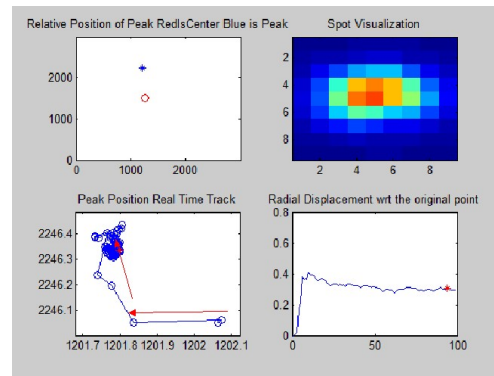 Relative Position of Peak RedIsCenter Blue is Peak
2000
1000
0
0 1000 2000
Spot Visualization
2
4
6
8
2 4 6 8
Peak Position Real Time Track
2246.4
2246.3
2246.2
2246.1
1201.7 1201.8 1201.9 1202 1202.1
Radial Displacement wrt the original point
0.8
0.6
0.4
0.2
0
0 50 100